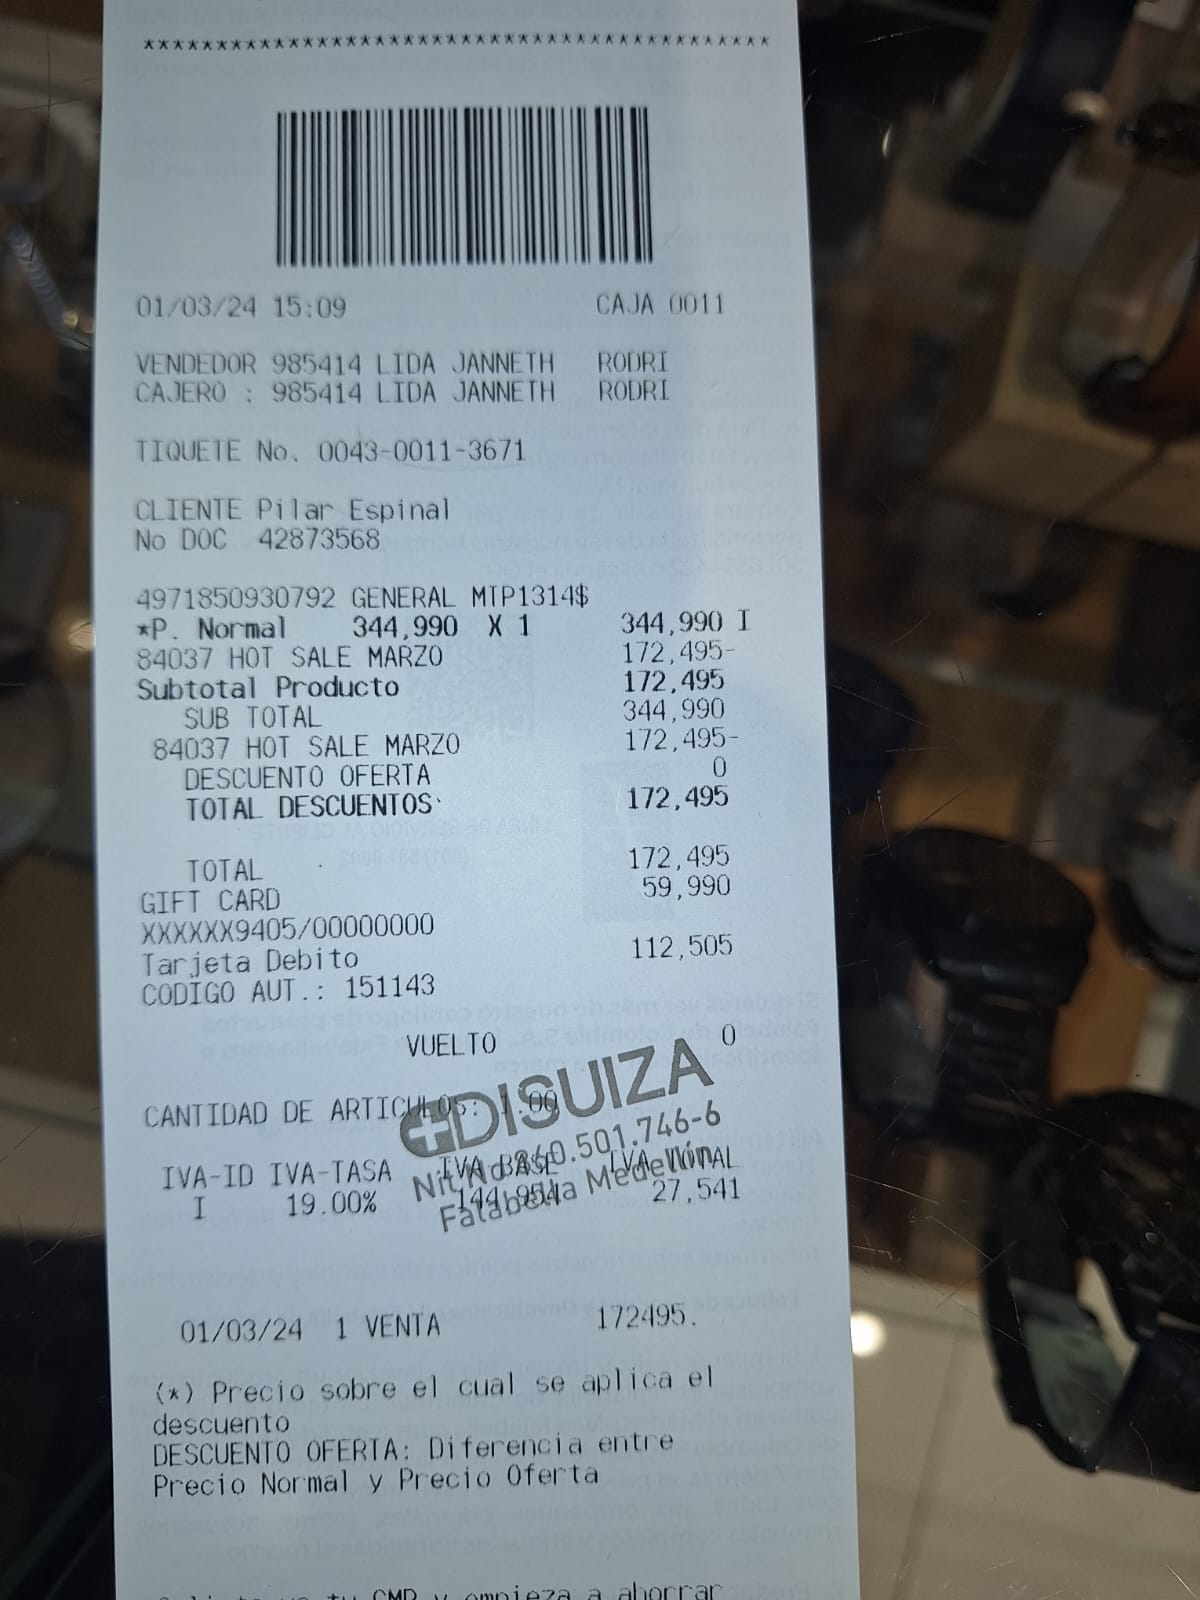 *******************************************
01/03/24 15:09 CAJA 0011
VENDEDOR 985414 LIDA JANNETH RODRI
CAJERO : 985414 LIDA JANNETH RODRI
TIQUETE No. 0043-0011-3671
CLIENTE Pilar Espinal
No DOC 42873568
4971850930792 GENERAL MTP1314$
*P. Normal 344,990 X 1 344,990 I
84037 HOT SALE MARZO 172,495-
Subtotal Producto 172,495
SUB TOTAL 344,990
84037 HOT SALE MARZO 172,495-
DESCUENTO OFERTA 0
TOTAL DESCUENTOS 172,495
TOTAL 172,495
GIFT CARD 59,990
XXXXXX9405/00000000
Tarjeta Debito 112,505
CODIGO AUT.: 151143
VUELTO 0
CANTIDAD DE ARTICULOS: 1.00
DISUIZA
Nit No 860.501.746-6
Falabella Medellín
IVA-ID IVA-TASA IVA BASE IVA
I 19.00% 144,954 27,541
01/03/24 1 VENTA 172495.
(*) Precio sobre el cual se aplica el
descuento
DESCUENTO OFERTA: Diferencia entre
Precio Normal y Precio Oferta
tu CMR y empieza a ahorrar